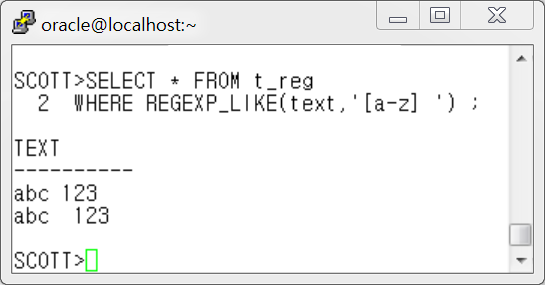 oracle@localhost:~
SCOTT>SELECT * FROM t_reg
  2  WHERE REGEXP_LIKE(text,'[a-z] ') ;
TEXT
----------
abc 123
abc  123
SCOTT>